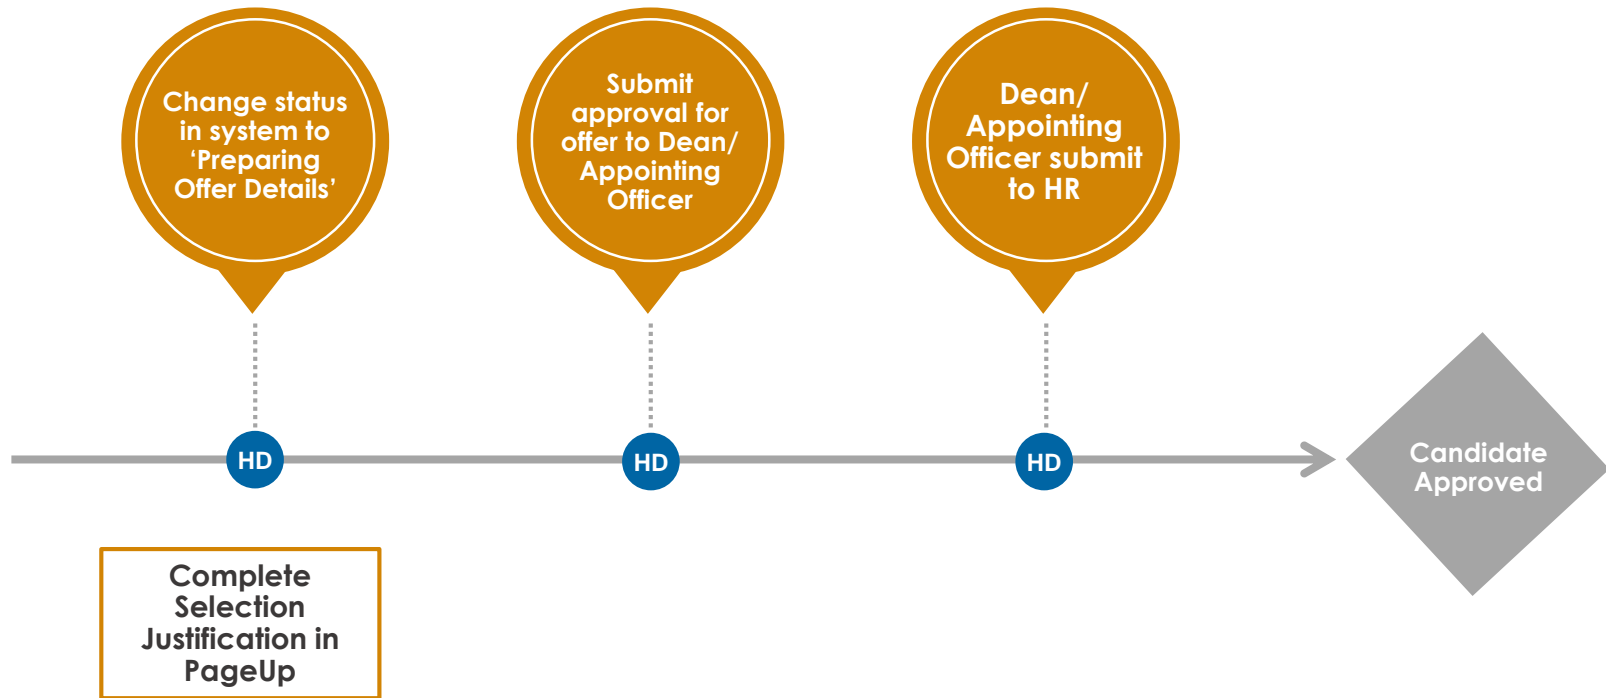 Change status
in system to
‘Preparing
Offer Details’
Submit
approval for
offer to Dean/
Appointing
Officer
Dean/
Appointing
Officer submit
to HR
HD
HD
HD
Candidate
Approved
Complete
Selection
Justification in
PageUp